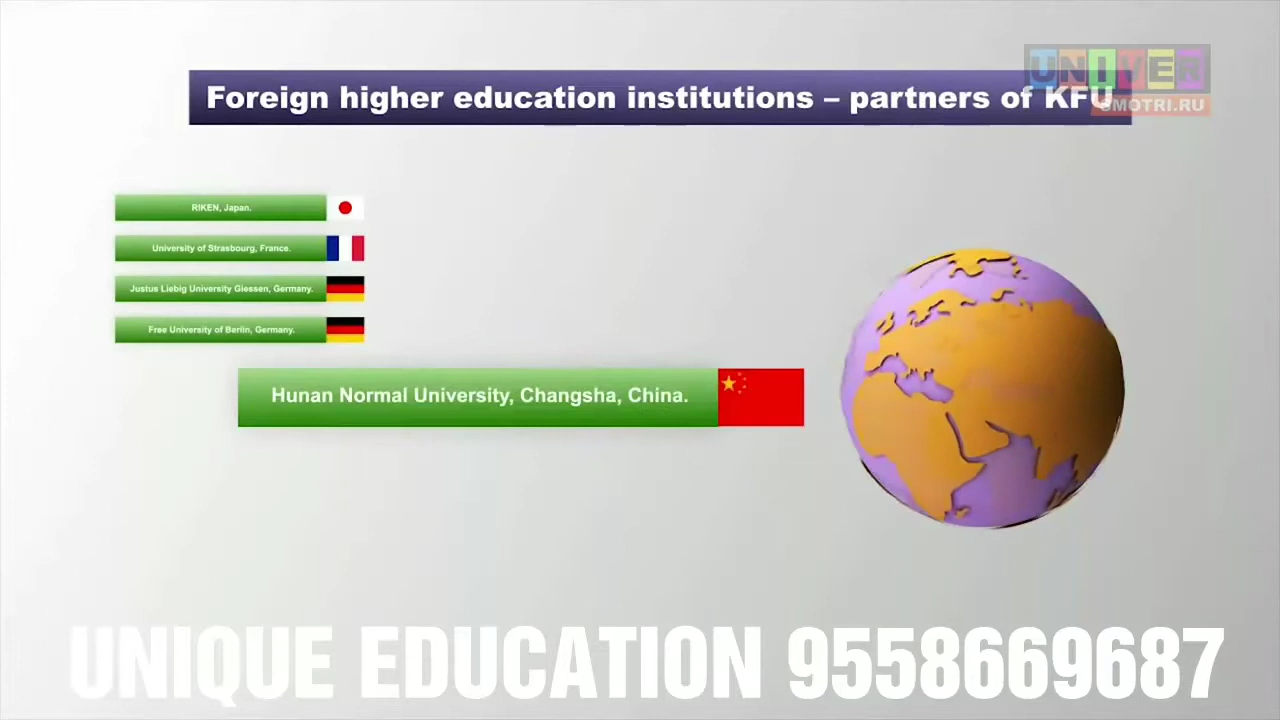 UNIVER
SMOTRI.RU
Foreign higher education institutions – partners of KFU
RIKEN, Japan.
University of Strasbourg, France.
Justus Liebig University Giessen, Germany.
Free University of Berlin, Germany.
Hunan Normal University, Changsha, China.
UNIQUE EDUCATION 9558669687